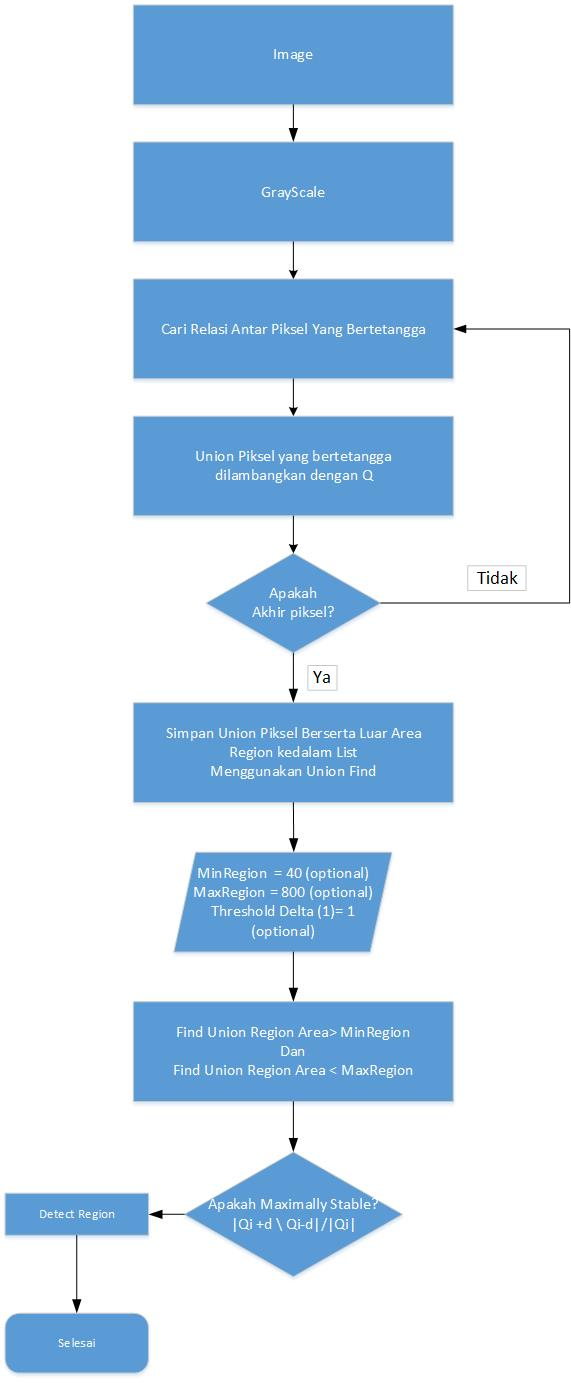 Image
GrayScale
Cari Relasi Antar Piksel Yang Bertetangga
Union Piksel yang bertetangga
dilambangkan dengan Q
Apakah
Akhir piksel?
Tidak
Ya
Simpan Union Piksel Berserta Luar Area
Region kedalam List
Menggunakan Union Find
MinRegion = 40 (optional)
MaxRegion = 800 (optional)
Threshold Delta (1)= 1
(optional)
Find Union Region Area> MinRegion
Dan
Find Union Region Area < MaxRegion
Apakah Maximally Stable?
|Qi +d \ Qi-d|/|Qi|
Detect Region
Selesai